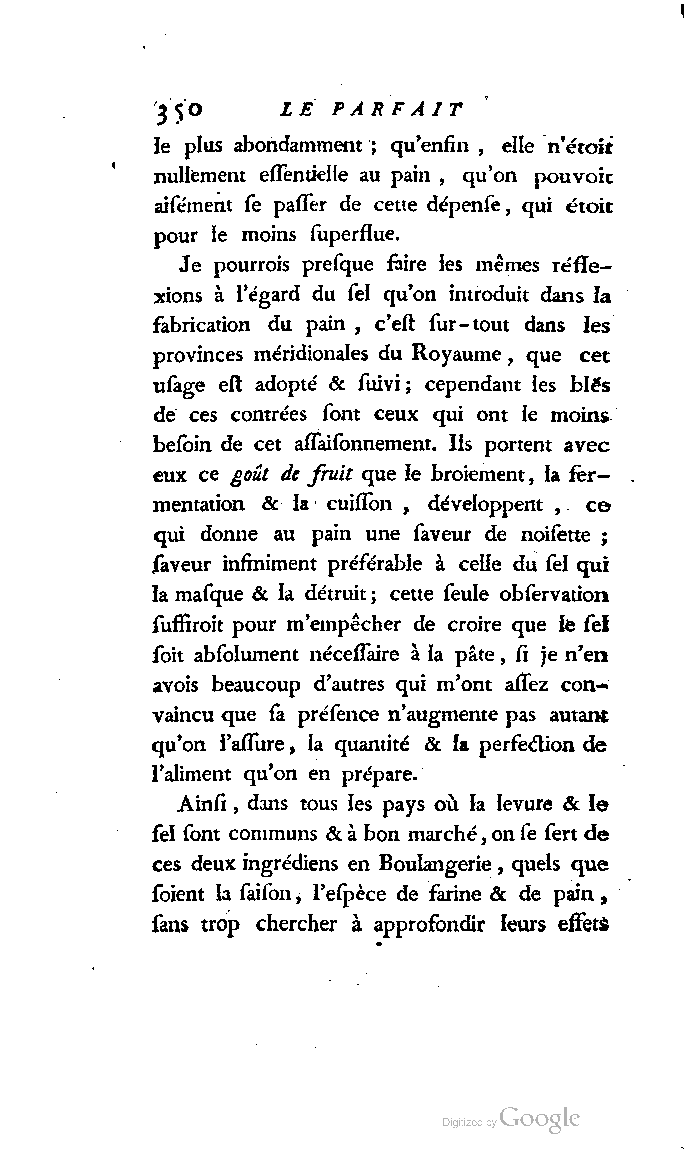 350 LE PARFAIT
le plus abondamment ; qu'enfin , elle n'étoit
nullement eſſentielle au pain , qu'on pouvoit
aiſément ſe paſſer de cette dépenſe, qui étoit
pour le moins ſuperflue.
Je pourrois preſque faire les mêmes réfle-
xions à l'égard du ſel qu'on introduit dans la
fabrication du pain , c'eſt ſur-tout dans les
provinces méridionales du Royaume, que cet
uſage eſt adopté & ſuivi; cependant les blés
de ces contrées ſont ceux qui ont le moins
beſoin de cet aſſaiſonnement. Ils portent avec
eux ce goût de fruit que le broiement, la fer-
mentation & la cuiſſon , développent , ce
qui donne au pain une ſaveur de noiſette ;
ſaveur infiniment préférable à celle du ſel qui
la maſque & la détruit; cette ſeule obſervation
ſuffiroit pour m'empêcher de croire que le ſel
ſoit abſolument néceſſaire à la pâte, ſi je n'en
avois beaucoup d'autres qui m'ont aſſez con-
vaincu que ſa préſence n'augmente pas autant
qu'on l'aſſure, la quantité & la perfection de
l'aliment qu'on en prépare.
Ainſi, dans tous les pays où la levure & le
ſel ſont communs & à bon marché, on ſe ſert de
ces deux ingrédiens en Boulangerie, quels que
ſoient la ſaiſon, l'eſpèce de farine & de pain,
ſans trop chercher à approfondir leurs effets
Digitized by Google